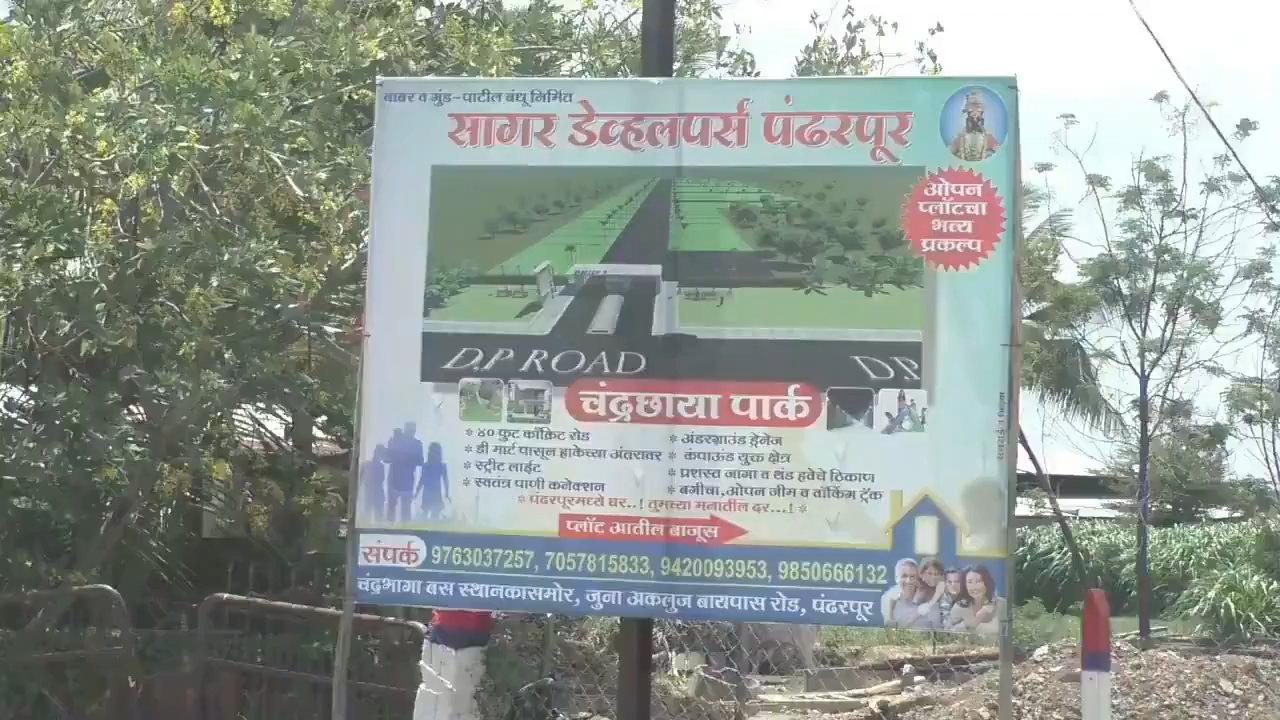 बाबर व मुंड-पाटील बंधू निर्मित
सागर डेव्हलपर्स पंढरपूर
ओपन
प्लॉटचा
भव्य
प्रकल्प
D.P ROAD
DP
चंद्रछाया पार्क
* ४० फुट काँक्रिट रोड
* डी मार्ट पासून हाकेच्या अंतरावर
* स्ट्रीट लाईट
* स्वतंत्र पाणी कनेक्शन
* अंडरग्राउंड ड्रेनेज
* कंपाऊंड युक्त क्षेत्र
* प्रशस्त जागा व थंड हवेचे ठिकाण
* बगीचा,ओपन जीम व वॉकिंग ट्रॅक
* पंढरपूरमध्ये घर..! तुमच्या मनातील दर...! *
प्लॉट आतील बाजूस
संपर्क 9763037257, 7057815833, 9420093953, 9850666132
चंद्रभागा बस स्थानकासमोर, जुना अकलुज बायपास रोड, पंढरपूर